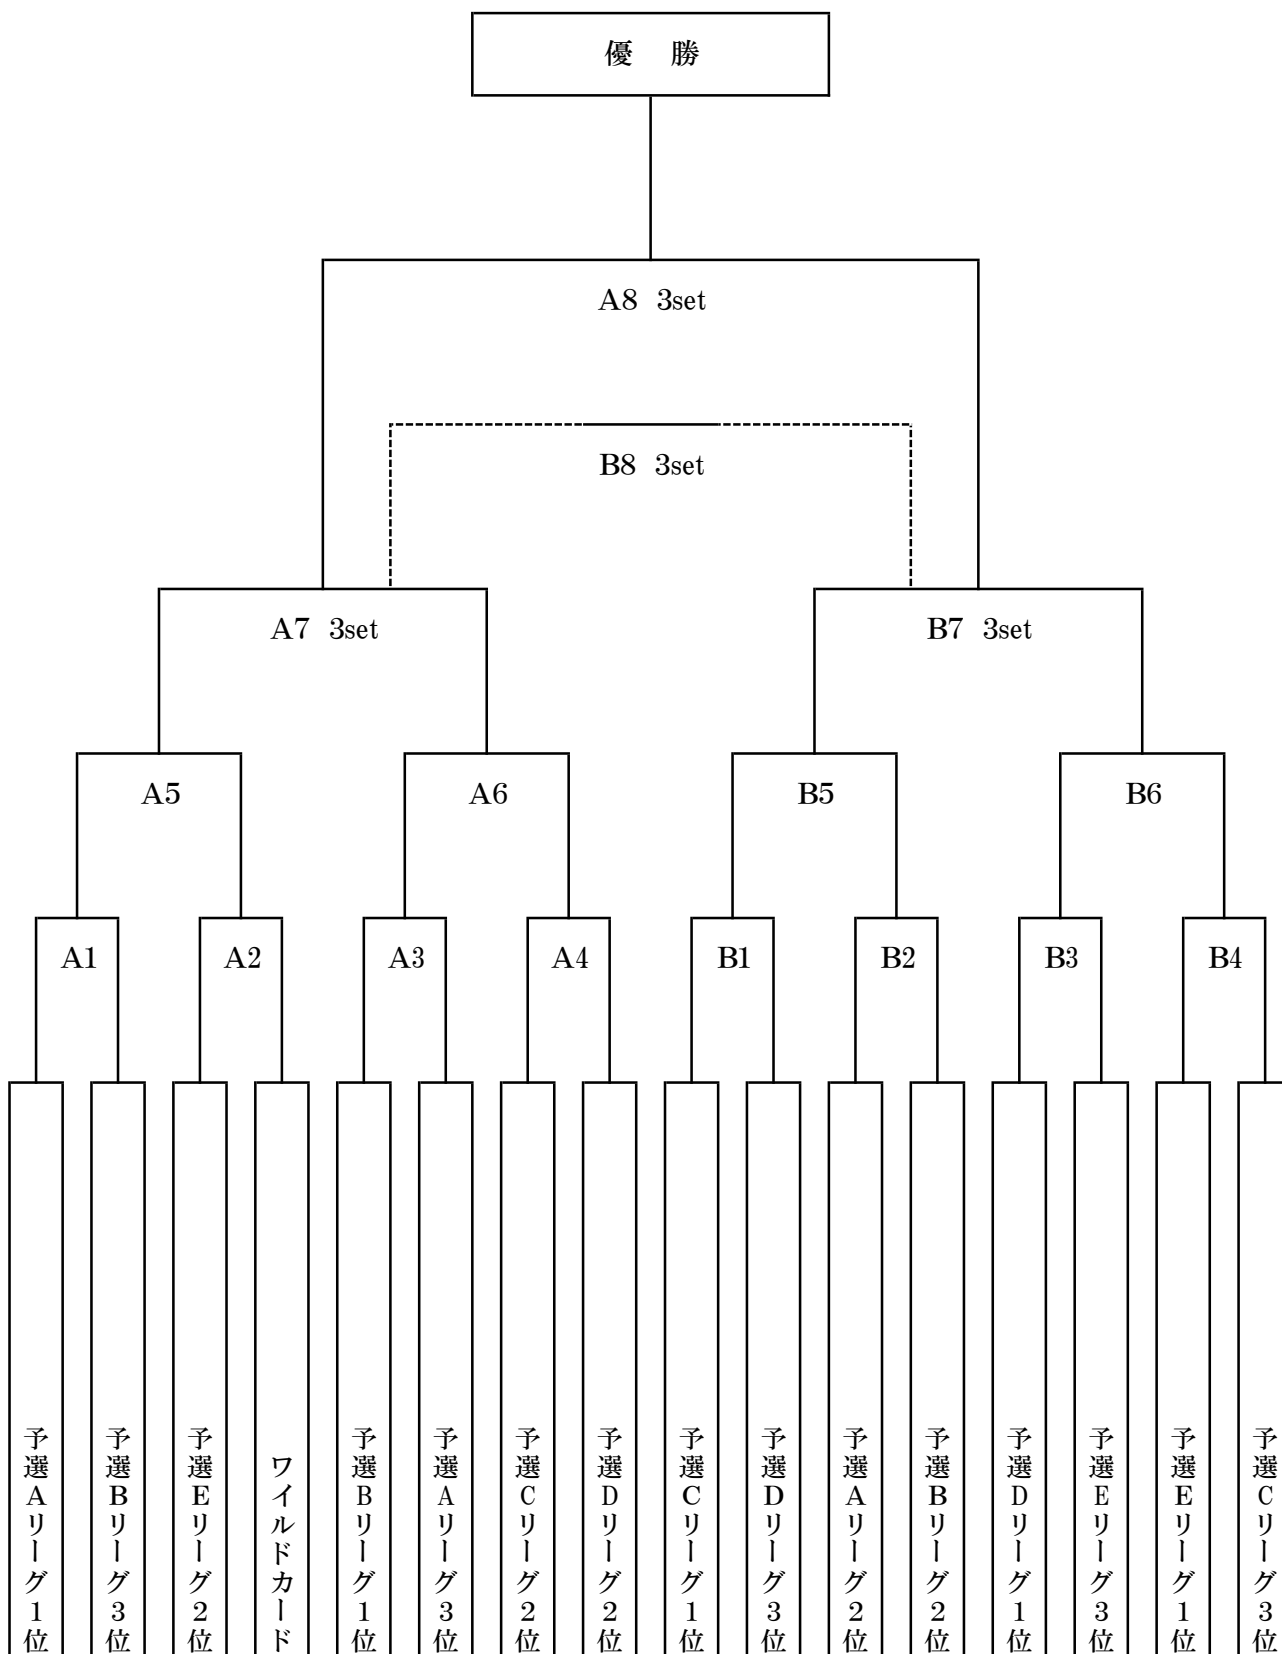 優　勝
A8 3set
B8 3set
A7 3set
B7 3set
A5
A6
B5
B6
A1
A2
A3
A4
B1
B2
B3
B4
予選Aリーグ1位
予選Bリーグ3位
予選Eリーグ2位
ワイルドカード
予選Bリーグ1位
予選Aリーグ3位
予選Cリーグ2位
予選Dリーグ2位
予選Cリーグ1位
予選Dリーグ3位
予選Aリーグ2位
予選Bリーグ2位
予選Dリーグ1位
予選Eリーグ3位
予選Eリーグ1位
予選Cリーグ3位